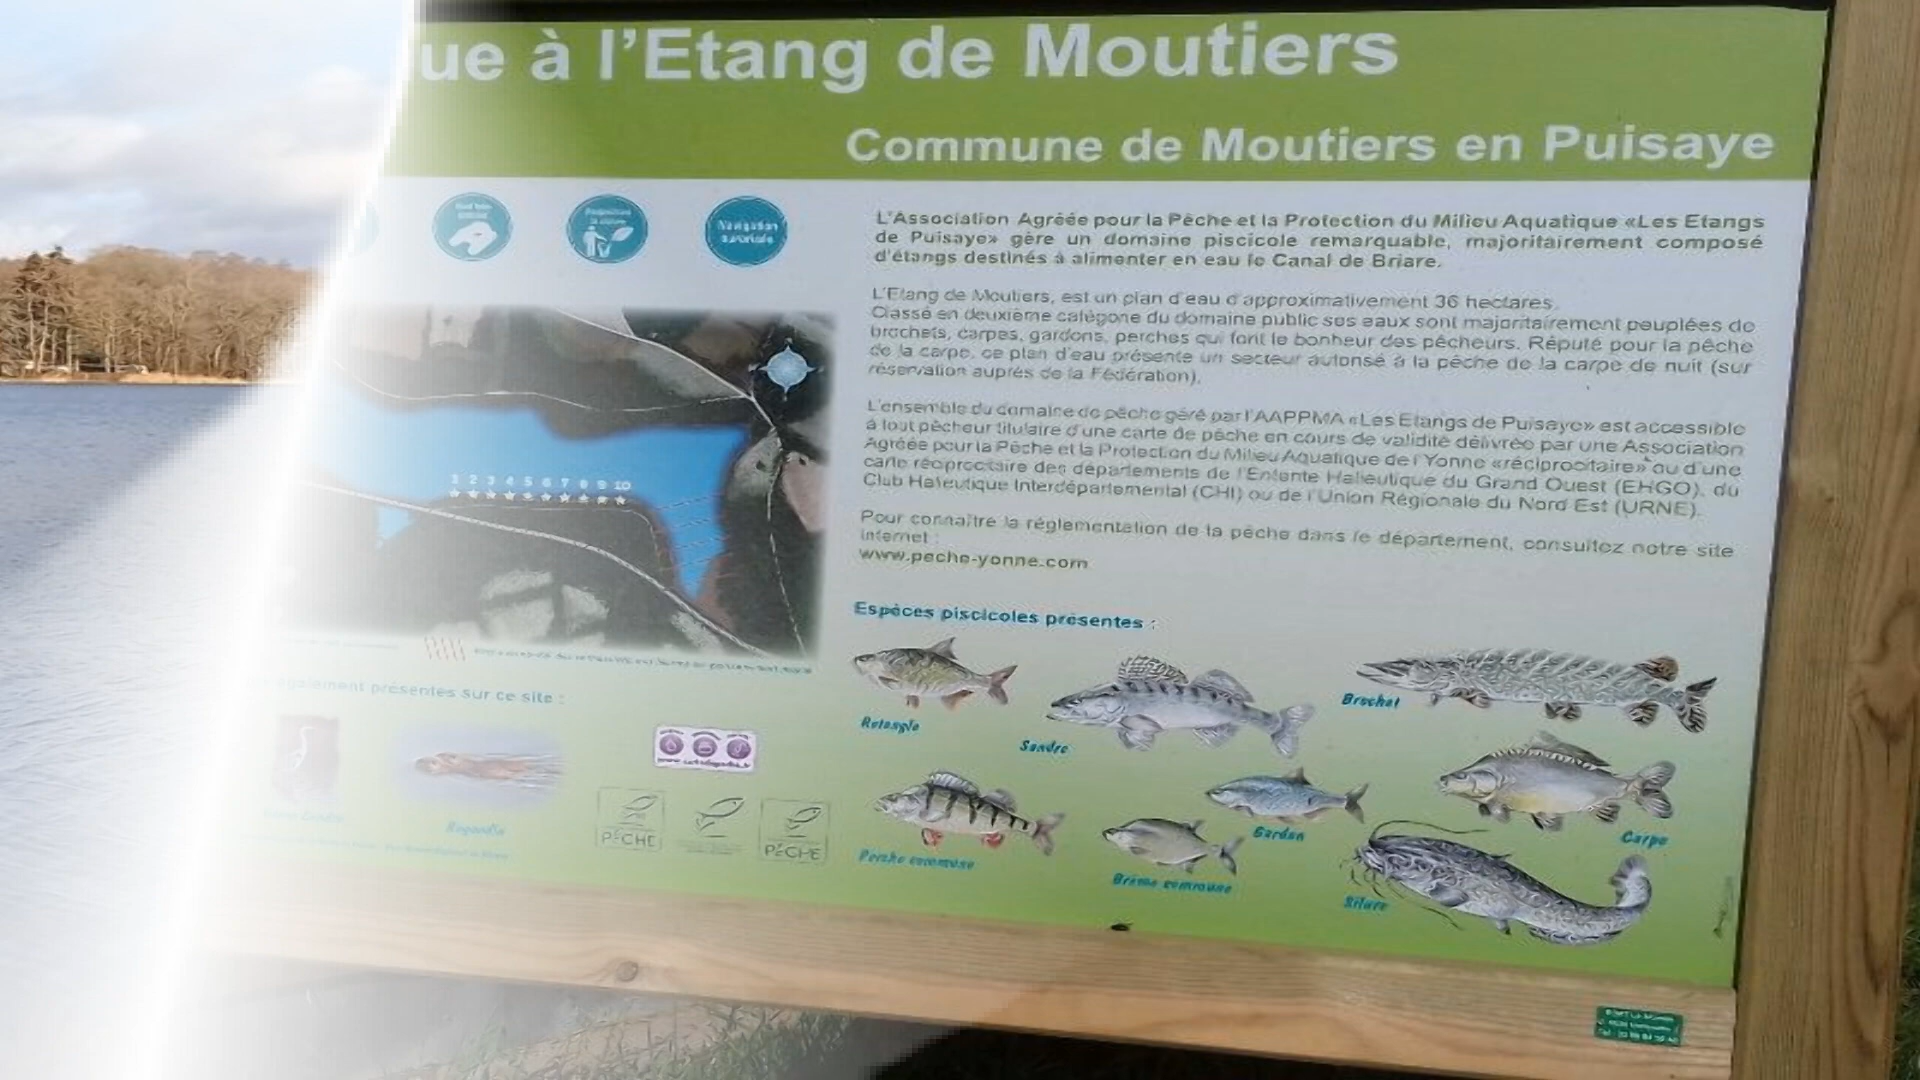 ue à l'Etang de Moutiers
Commune de Moutiers en Puisaye
Navigation
autorisée
L'Association Agréée pour la Pêche et la Protection du Milieu Aquatique «Les Etangs
de Puisaye» gère un domaine piscicole remarquable, majoritairement composé
d'étangs destinés à alimenter en eau le Canal de Briare.
L'Etang de Moutiers, est un plan d'eau d'approximativement 36 hectares.
Classé en deuxième catégorie du domaine public ses eaux sont majoritairement peuplées de
brochets, carpes, gardons, perches qui font le bonheur des pêcheurs. Réputé pour la pêche
de la carpe, ce plan d'eau présente un secteur autorisé à la pêche de la carpe de nuit (sur
réservation auprès de la Fédération).
L'ensemble du domaine de pêche géré par l'AAPPMA «Les Etangs de Puisaye» est accessible
à tout pêcheur titulaire d'une carte de pêche en cours de validité délivrée par une Association
Agréée pour la Pêche et la Protection du Milieu Aquatique de l'Yonne «réciprocitaire» ou d'une
carte réciprocitaire des départements de l'Entente Halieutique du Grand Ouest (EHGO), du
Club Halieutique Interdépartemental (CHI) ou de l'Union Régionale du Nord Est (URNE).
Pour connaître la réglementation de la pêche dans le département, consultez notre site
internet :
www.peche-yonne.com
1 2 3 4 5 6 7 8 9 10
également présentes sur ce site :
Ragondin
PÊCHE
PÊCHE
Espèces piscicoles présentes :
Rotengle
Sandre
Brochet
Perche commune
Brème commune
Gardon
Carpe
Silure